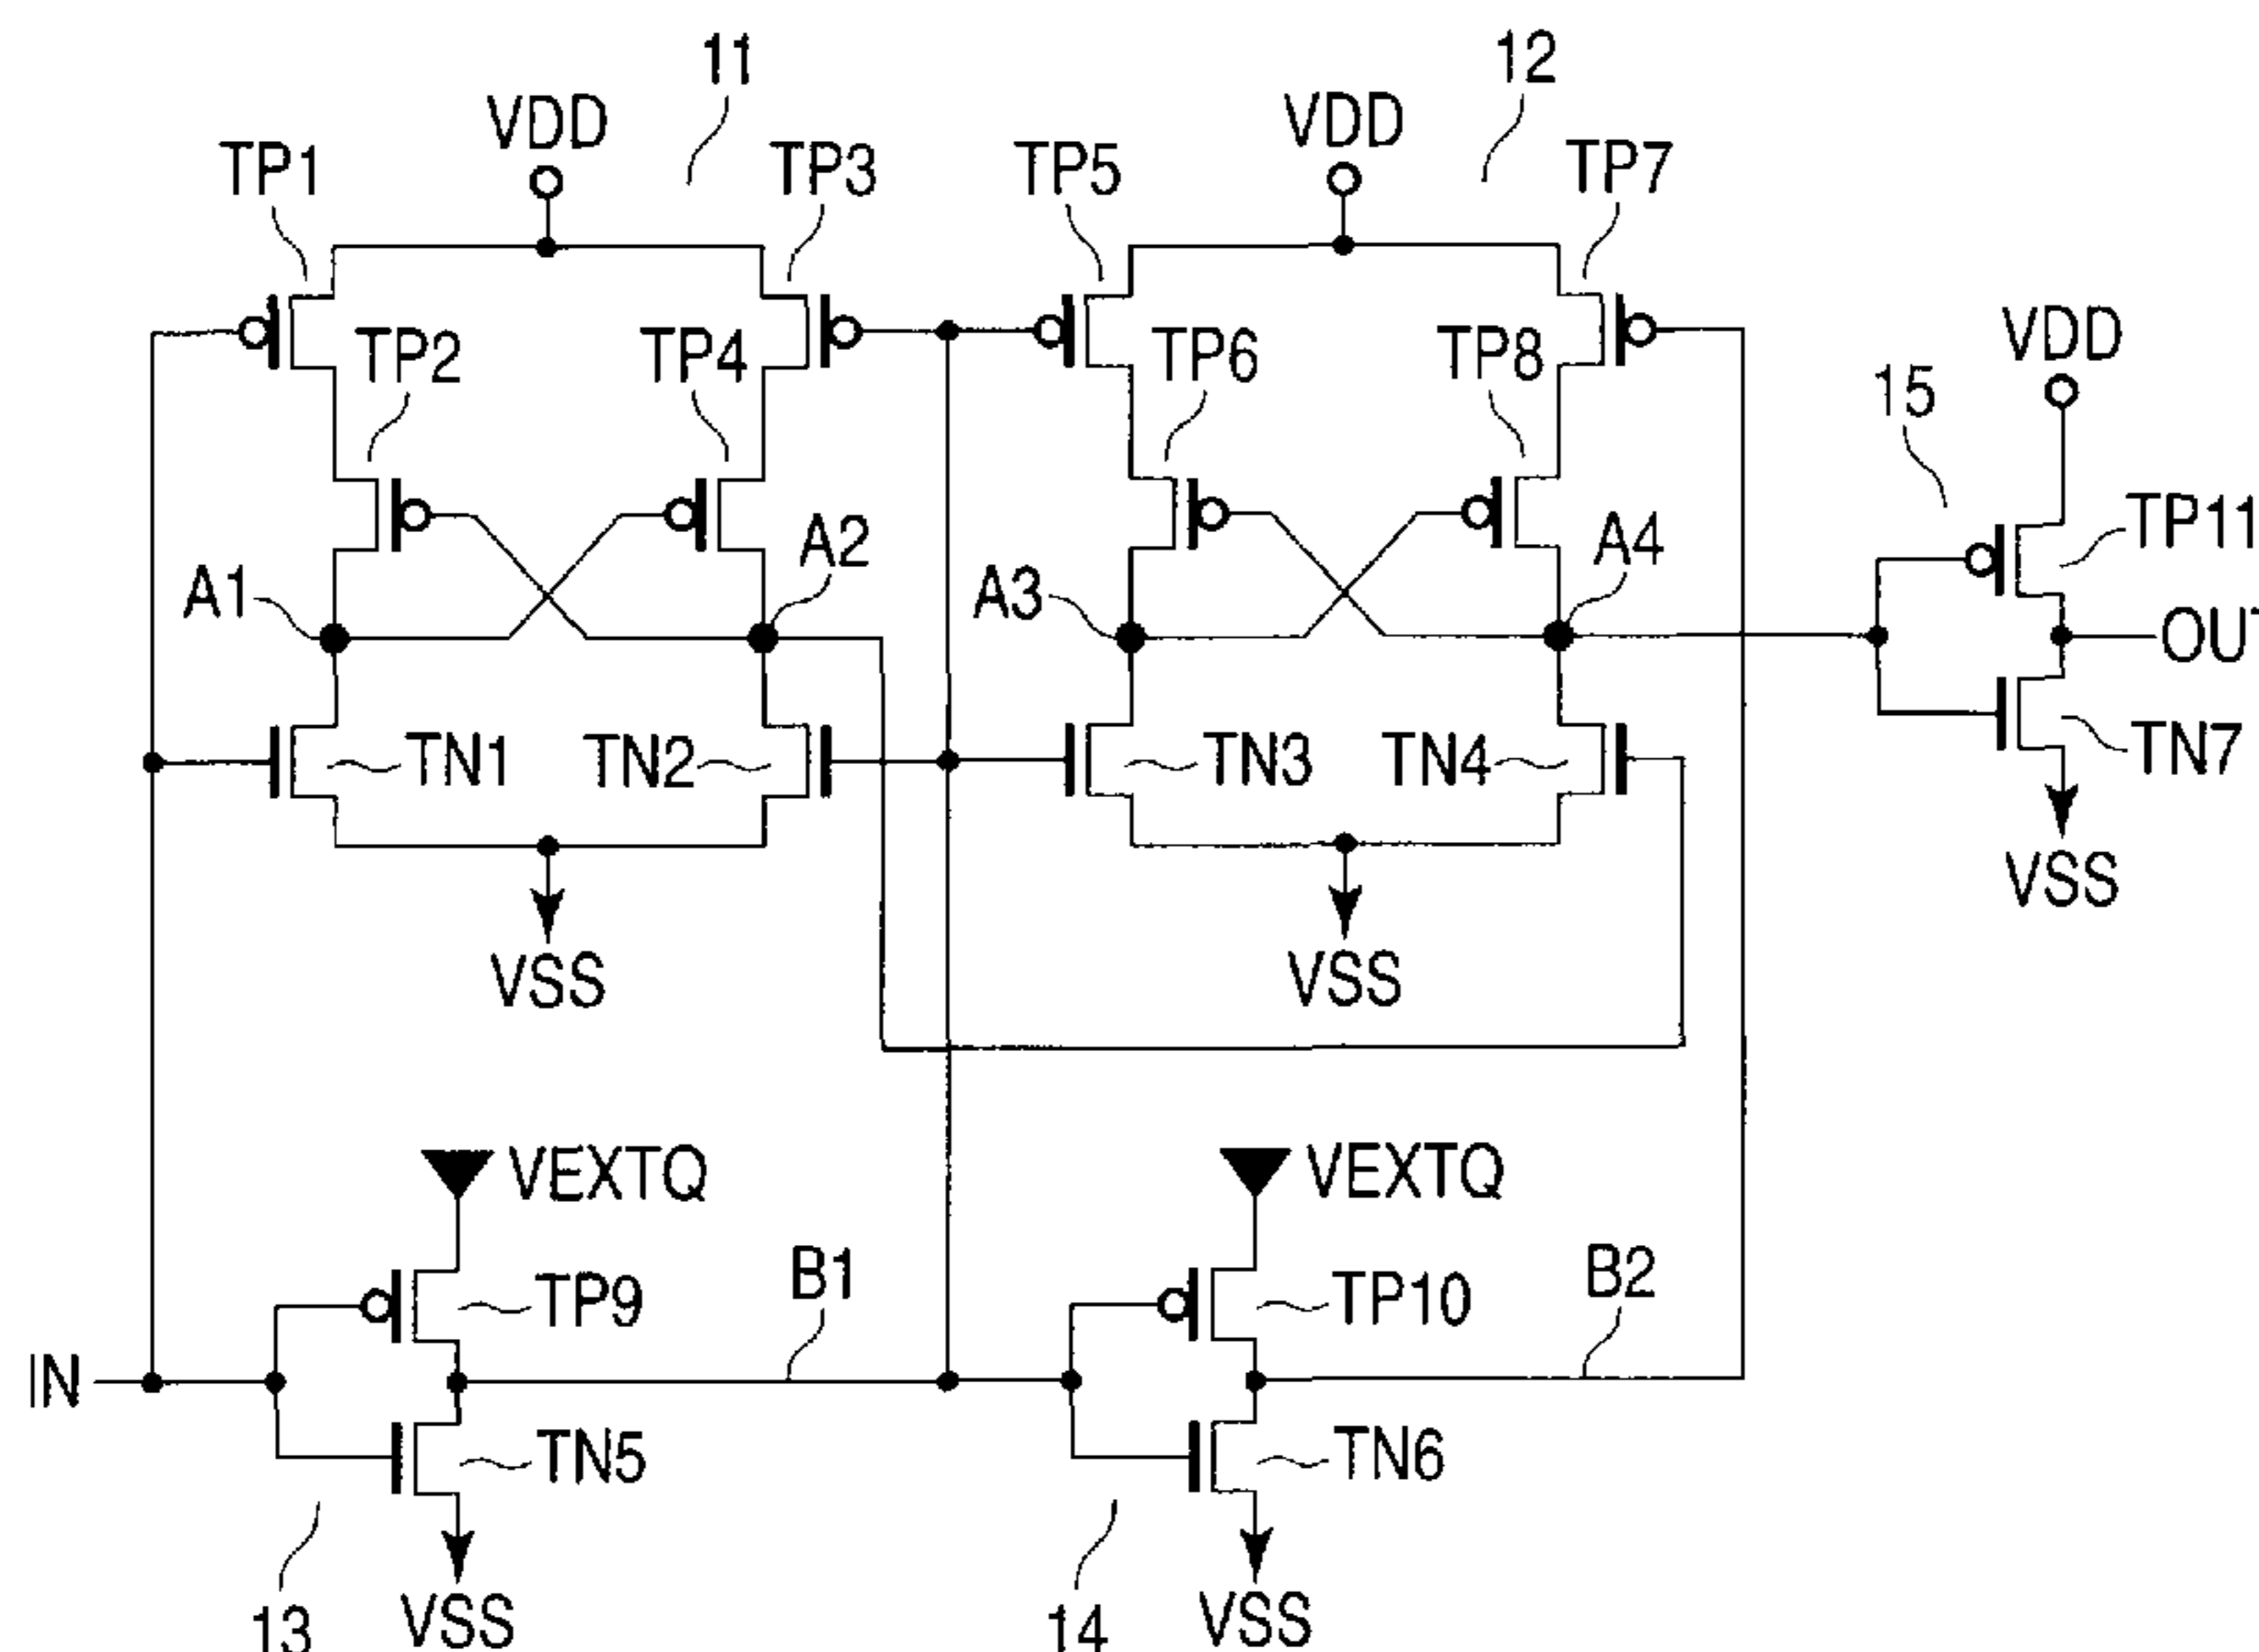 11
12
VDD
VDD
TP1
TP3
TP5
TP7
TP2
TP4
TP6
TP8
VDD
15
TP11
A1
A2
A3
A4
OUT
TN1
TN2
TN3
TN4
TN7
VSS
VSS
VSS
VEXTQ
VEXTQ
TP9
B1
TP10
B2
IN
TN5
TN6
13
VSS
14
VSS